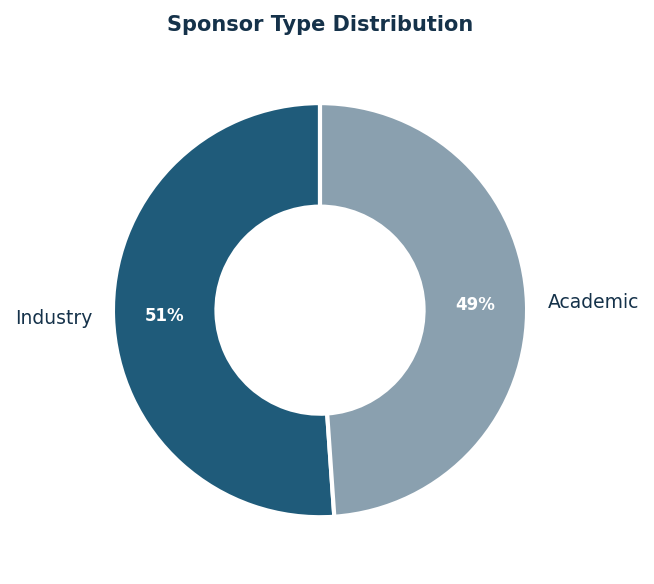 Sponsor Type Distribution
Academic
49%
51%
Industry